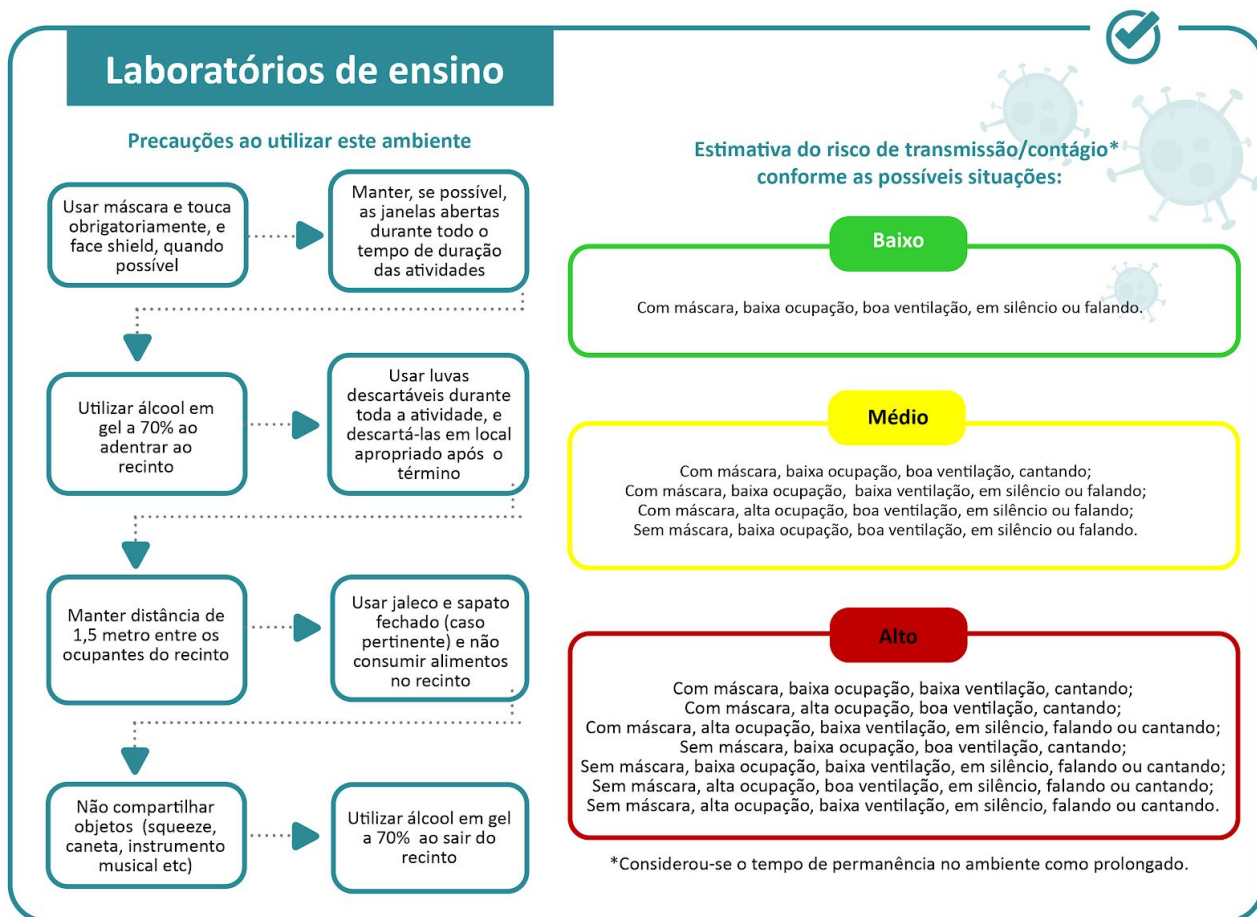 Laboratórios de ensino
Precauções ao utilizar este ambiente
Usar máscara e touca
obrigatoriamente, e
face shield, quando
possível
Manter, se possível,
as janelas abertas
durante todo o
tempo de duração
das atividades
Utilizar álcool em
gel a 70% ao
adentrar ao
recinto
Usar luvas
descartáveis durante
toda a atividade, e
descartá-las em local
apropriado após o
término
Manter distância de
1,5 metro entre os
ocupantes do recinto
Usar jaleco e sapato
fechado (caso
pertinente) e não
consumir alimentos
no recinto
Não compartilhar
objetos (squeeze,
caneta, instrumento
musical etc)
Utilizar álcool em gel
a 70% ao sair do
recinto
Estimativa do risco de transmissão/contágio*
conforme as possíveis situações:
Baixo
Com máscara, baixa ocupação, boa ventilação, em silêncio ou falando.
Médio
Com máscara, baixa ocupação, boa ventilação, cantando;
Com máscara, baixa ocupação, baixa ventilação, em silêncio ou falando;
Com máscara, alta ocupação, boa ventilação, em silêncio ou falando;
Sem máscara, baixa ocupação, boa ventilação, em silêncio ou falando.
Alto
Com máscara, baixa ocupação, baixa ventilação, cantando;
Com máscara, alta ocupação, boa ventilação, cantando;
Com máscara, alta ocupação, baixa ventilação, em silêncio, falando ou cantando;
Sem máscara, baixa ocupação, boa ventilação, cantando;
Sem máscara, baixa ocupação, baixa ventilação, em silêncio, falando ou cantando;
Sem máscara, alta ocupação, boa ventilação, em silêncio, falando ou cantando;
Sem máscara, alta ocupação, baixa ventilação, em silêncio, falando ou cantando.
*Considerou-se o tempo de permanência no ambiente como prolongado.